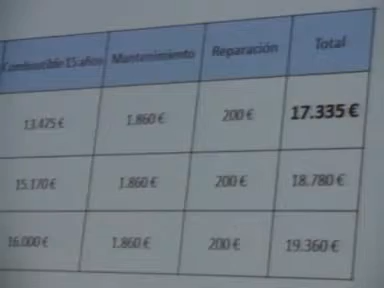 Combustible 15 años Mantenimiento Reparación Total
13.475 € 1.860 € 200 € 17.335 €
15.170 € 1.860 € 200 € 18.780 €
16.000 € 1.860 € 200 € 19.360 €